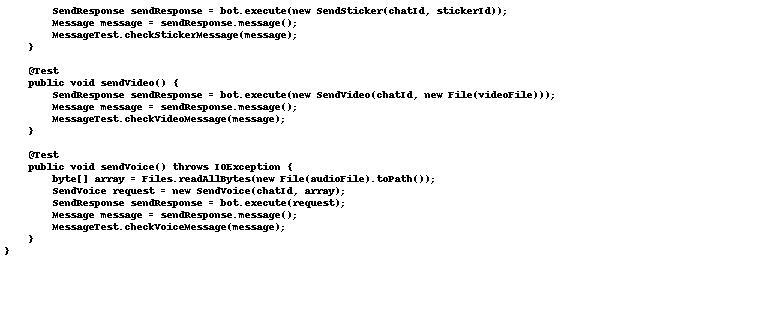 SendResponse sendResponse = bot.execute(new SendSticker(chatId, stickerId));
        Message message = sendResponse.message();
        MessageTest.checkStickerMessage(message);
    }

    @Test
    public void sendVideo() {
        SendResponse sendResponse = bot.execute(new SendVideo(chatId, new File(videoFile)));
        Message message = sendResponse.message();
        MessageTest.checkVideoMessage(message);
    }

    @Test
    public void sendVoice() throws IOException {
        byte[] array = Files.readAllBytes(new File(audioFile).toPath());
        SendVoice request = new SendVoice(chatId, array);
        SendResponse sendResponse = bot.execute(request);
        Message message = sendResponse.message();
        MessageTest.checkVoiceMessage(message);
    }
}